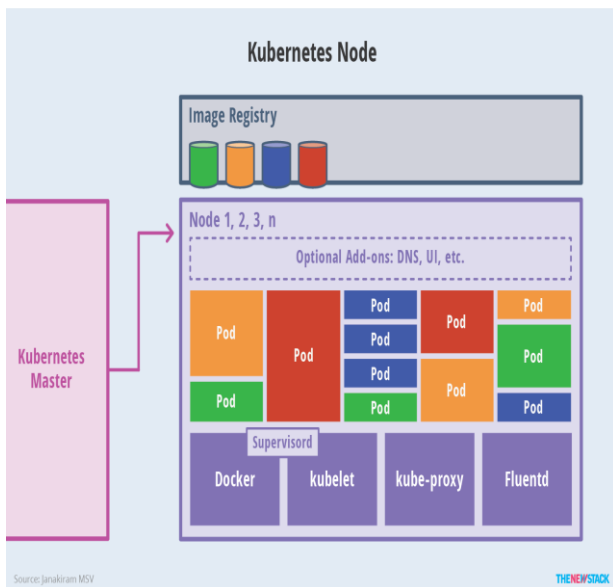 Kubernetes Node
Image Registry
Kubernetes
Master
Node 1, 2, 3, n
Optional Add-ons: DNS, UI, etc.
Pod
Pod
Pod
Pod
Pod
Pod
Pod
Pod
Pod
Pod
Pod
Pod
Pod
Supervisord
Docker
kubelet
kube-proxy
Fluentd
Source: Janakiram MSV
THENEWSTACK